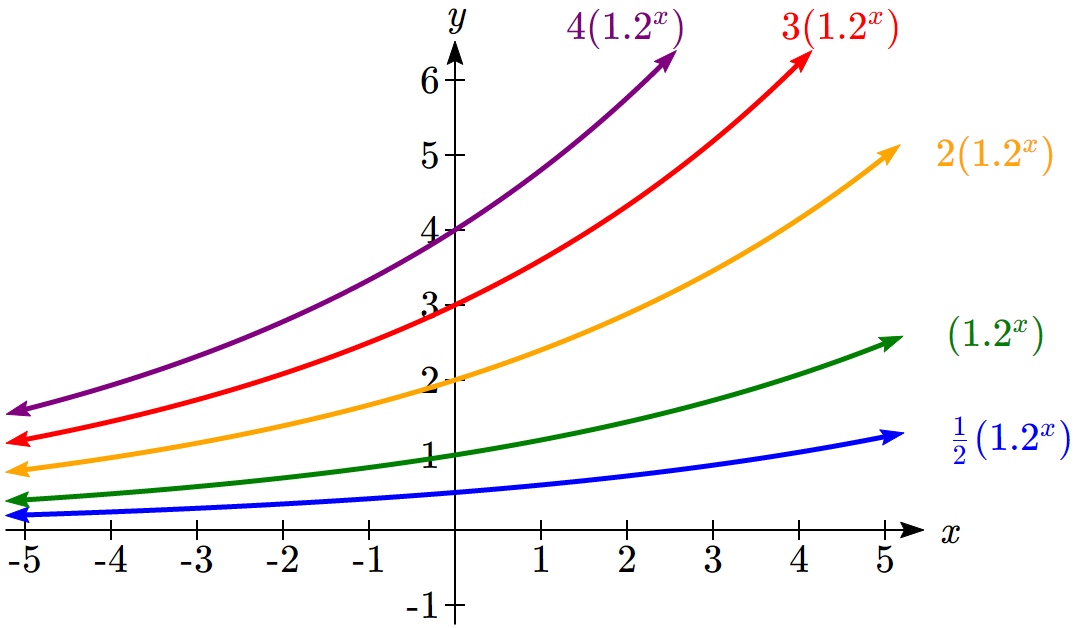 y
4(1.2^x) 3(1.2^x)
6
5 2(1.2^x)
4
3
2 (1.2^x)
1 ½(1.2^x)
-5 -4 -3 -2 -1 1 2 3 4 5 x
-1